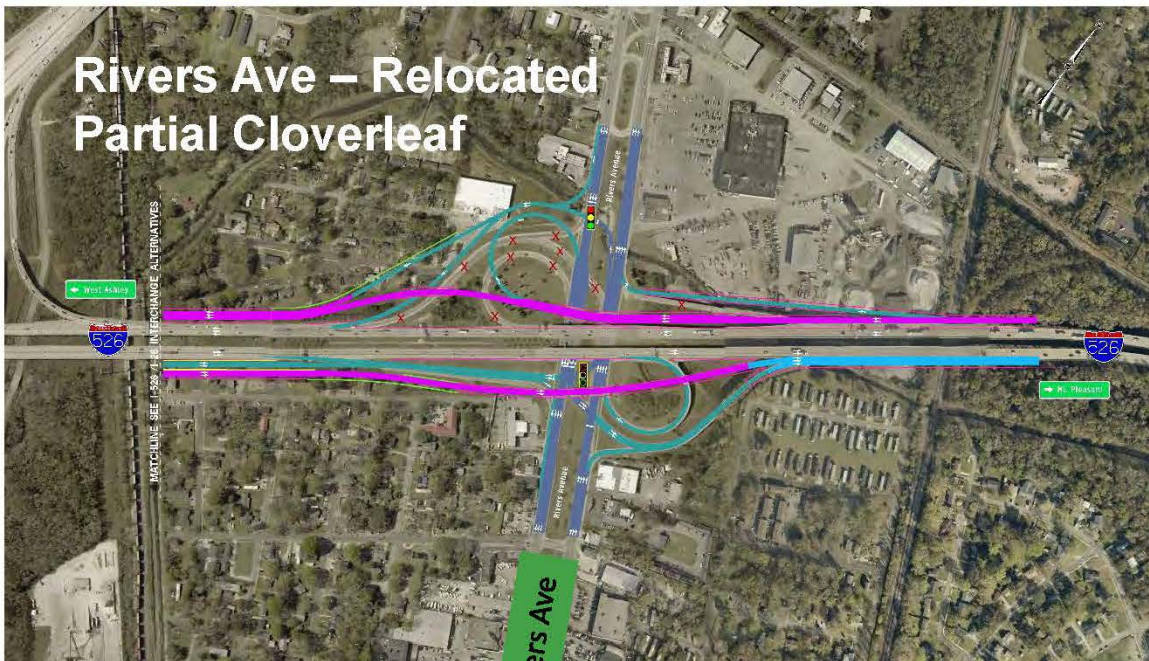 Rivers Ave – Relocated
Partial Cloverleaf
Rivers Avenue
MATCHLINE SEE I-526 / I-26 INTERCHANGE ALTERNATIVES
West Ashley
526
526
Mt. Pleasant
Rivers Avenue
ers Ave